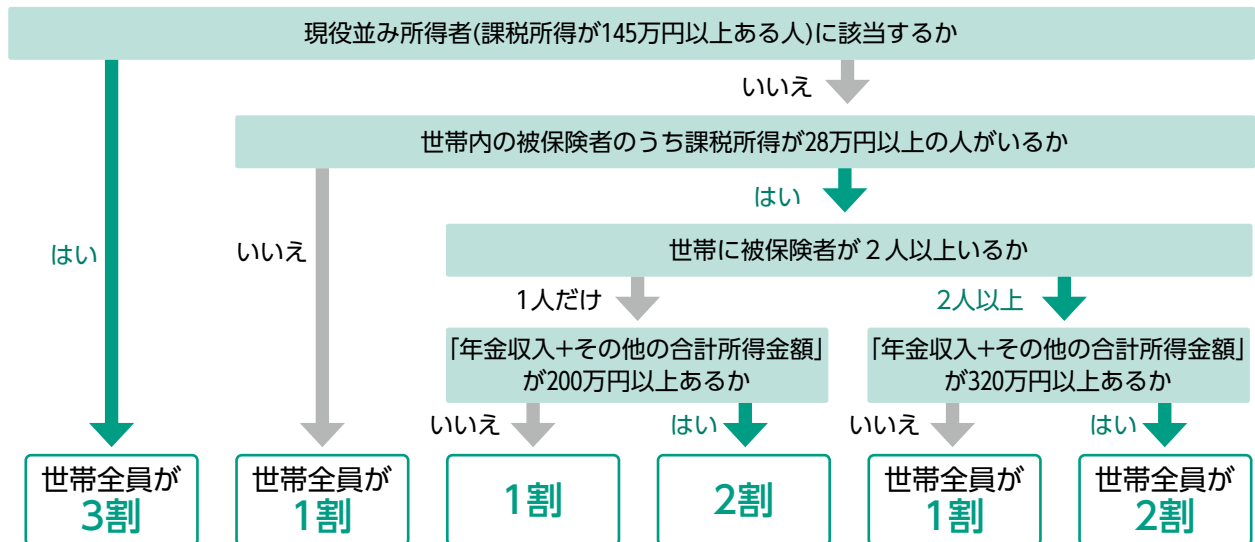 現役並み所得者(課税所得が145万円以上ある人)に該当するか
いいえ
世帯内の被保険者のうち課税所得が28万円以上の人がいるか
はい
はい
いいえ
世帯に被保険者が２人以上いるか
1人だけ
2人以上
「年金収入+その他の合計所得金額」
が200万円以上あるか
「年金収入+その他の合計所得金額」
が320万円以上あるか
いいえ
はい
いいえ
はい
世帯全員が
3割
世帯全員が
1割
1割
2割
世帯全員が
1割
世帯全員が
2割